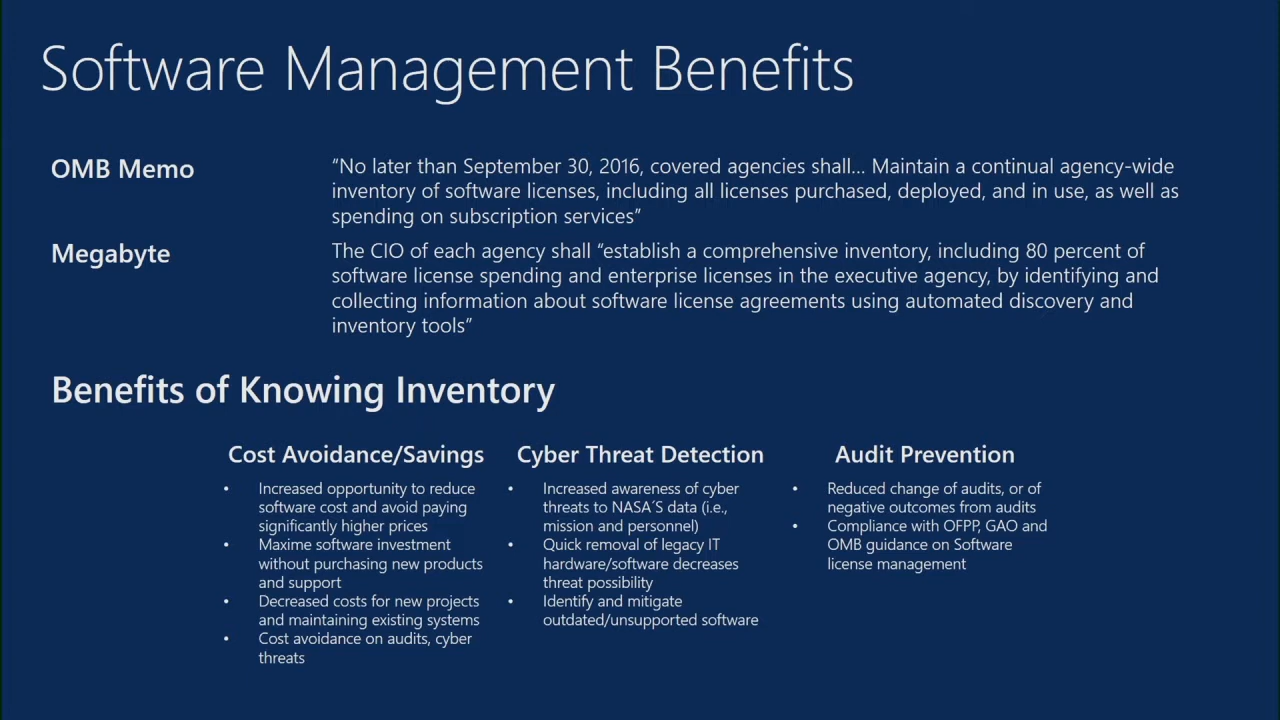 Software Management Benefits
OMB Memo
“No later than September 30, 2016, covered agencies shall... Maintain a continual agency-wide
inventory of software licenses, including all licenses purchased, deployed, and in use, as well as
spending on subscription services”
Megabyte
The CIO of each agency shall “establish a comprehensive inventory, including 80 percent of
software license spending and enterprise licenses in the executive agency, by identifying and
collecting information about software license agreements using automated discovery and
inventory tools”
Benefits of Knowing Inventory
Cost Avoidance/Savings
• Increased opportunity to reduce
software cost and avoid paying
significantly higher prices
• Maxime software investment
without purchasing new products
and support
• Decreased costs for new projects
and maintaining existing systems
• Cost avoidance on audits, cyber
threats
Cyber Threat Detection
• Increased awareness of cyber
threats to NASA’S data (i.e.,
mission and personnel)
• Quick removal of legacy IT
hardware/software decreases
threat possibility
• Identify and mitigate
outdated/unsupported software
Audit Prevention
• Reduced change of audits, or of
negative outcomes from audits
• Compliance with OFPP, GAO and
OMB guidance on Software
license management